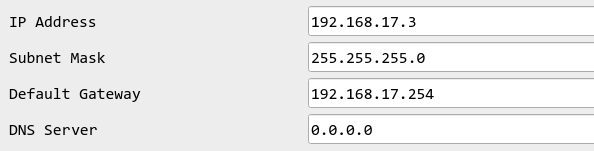 IP Address 192.168.17.3
Subnet Mask 255.255.255.0
Default Gateway 192.168.17.254
DNS Server 0.0.0.0